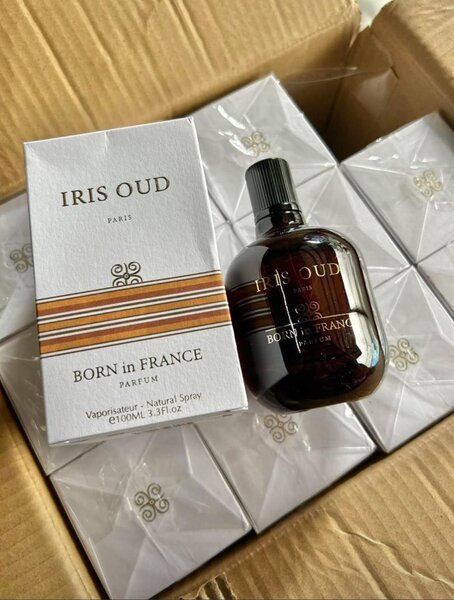 IRIS OUD
PARIS
BORN in FRANCE
PARFUM
Vaporisateur - Natural Spray
℮100ML 3.3Fl.oz
IRIS OUD
PARIS
BORN in FRANCE
PARFUM